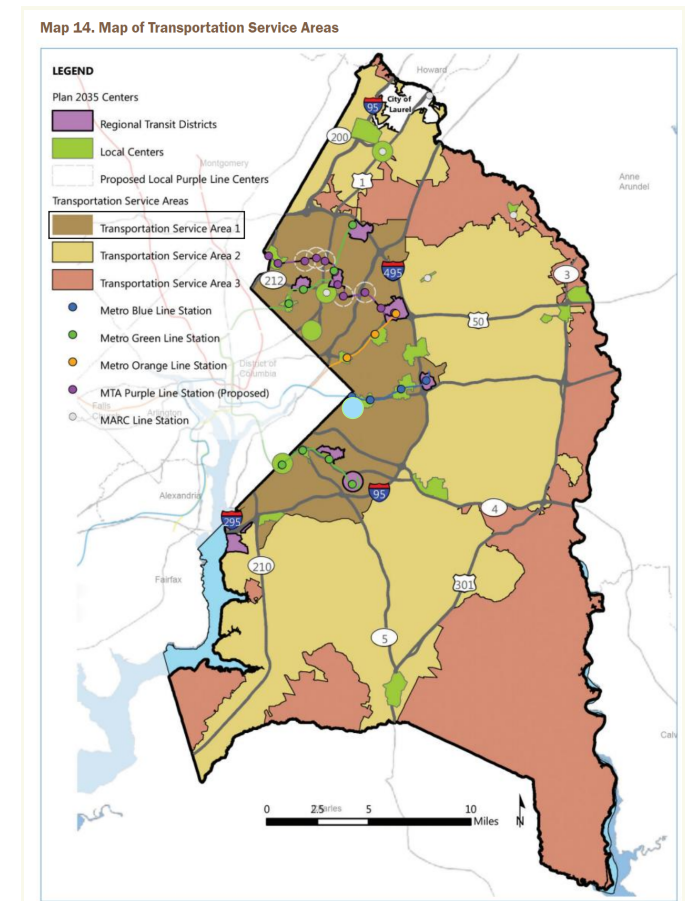 Map 14. Map of Transportation Service Areas
LEGEND
Plan 2035 Centers
Regional Transit Districts
Local Centers
Proposed Local Purple Line Centers
Transportation Service Areas
Transportation Service Area 1
Transportation Service Area 2
Transportation Service Area 3
Metro Blue Line Station
Metro Green Line Station
Metro Orange Line Station
MTA Purple Line Station (Proposed)
MARC Line Station
Howard
City of
Laurel
95
200
Montgomery
1
Anne
Arundel
495
3
212
50
District of
Columbia
Falls
Church
Arlington
Alexandria
95
4
295
210
Fairfax
301
5
Charles
0
2.5
5
10
Miles
N